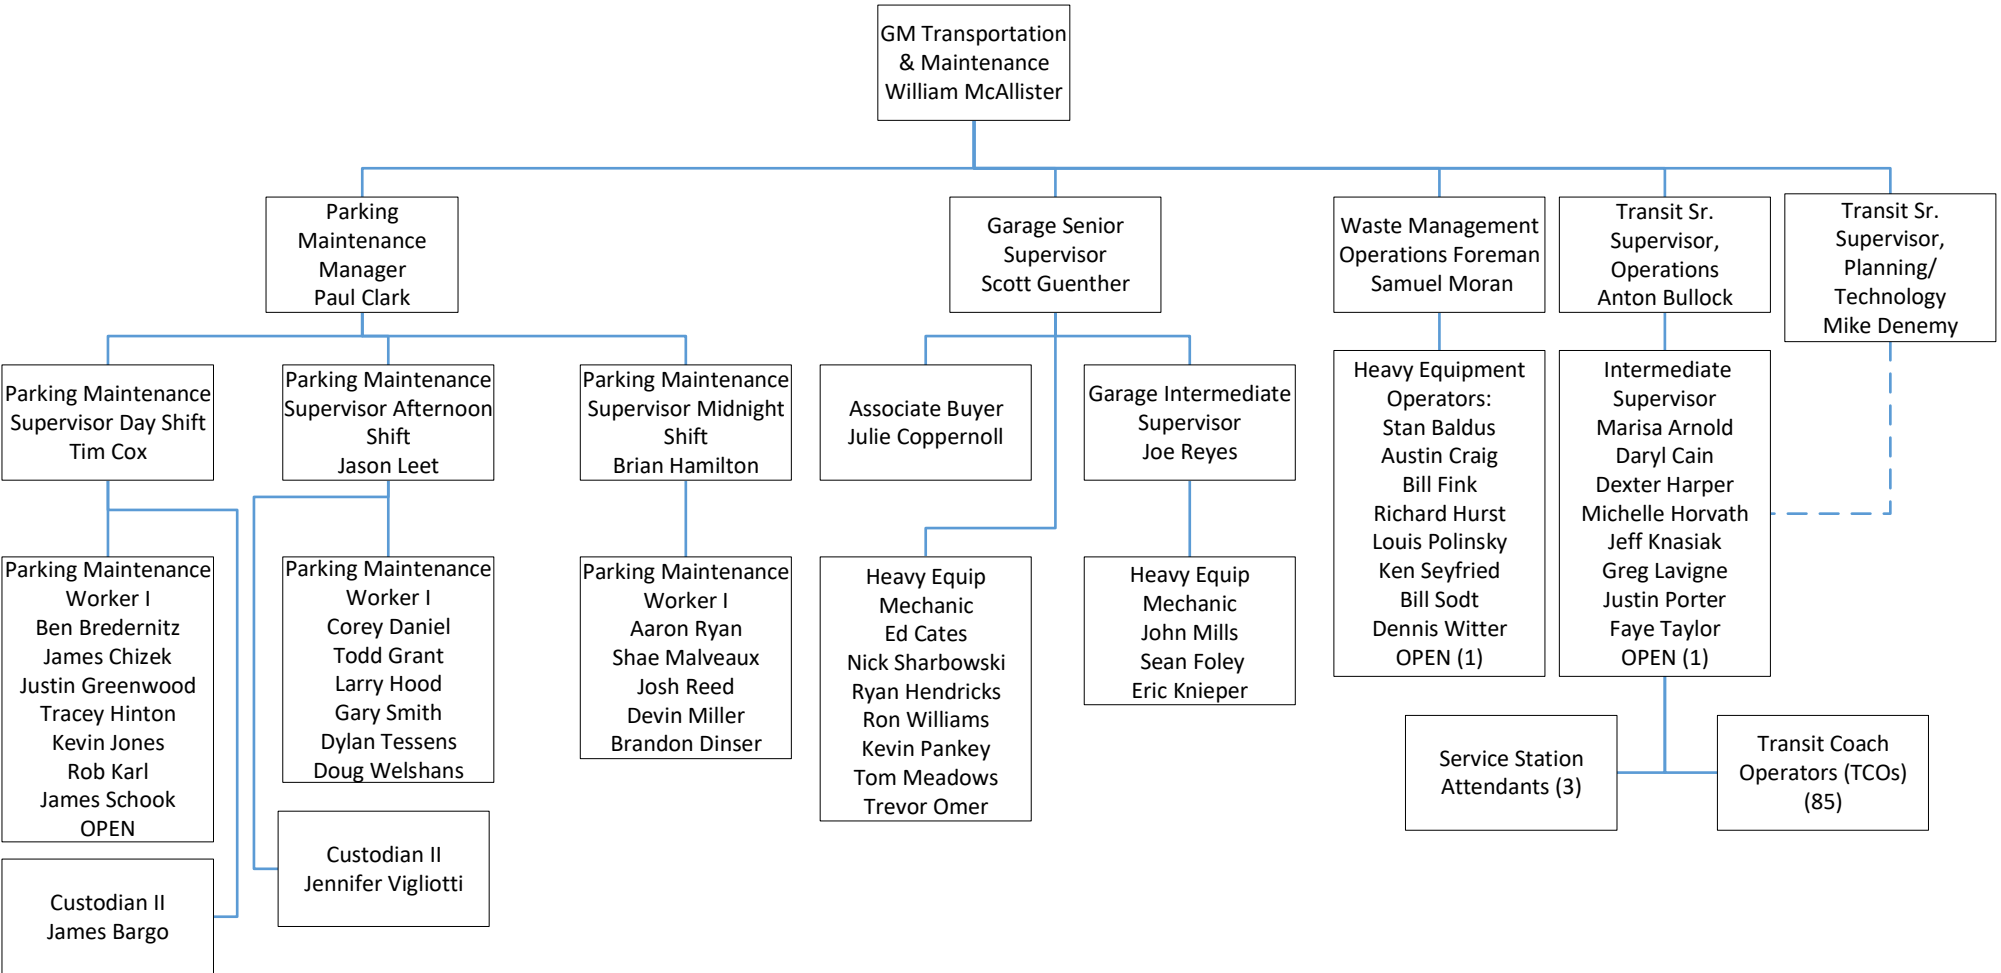 GM Transportation
& Maintenance
William McAllister
Parking
Maintenance
Manager
Paul Clark
Garage Senior
Supervisor
Scott Guenther
Waste Management
Operations Foreman
Samuel Moran
Transit Sr.
Supervisor,
Operations
Anton Bullock
Transit Sr.
Supervisor,
Planning/
Technology
Mike Denemy
Parking Maintenance
Supervisor Day Shift
Tim Cox
Parking Maintenance
Supervisor Afternoon
Shift
Jason Leet
Parking Maintenance
Supervisor Midnight
Shift
Brian Hamilton
Associate Buyer
Julie Coppernoll
Garage Intermediate
Supervisor
Joe Reyes
Heavy Equipment
Operators:
Stan Baldus
Austin Craig
Bill Fink
Richard Hurst
Louis Polinsky
Ken Seyfried
Bill Sodt
Dennis Witter
OPEN (1)
Intermediate
Supervisor
Marisa Arnold
Daryl Cain
Dexter Harper
Michelle Horvath
Jeff Knasiak
Greg Lavigne
Justin Porter
Faye Taylor
OPEN (1)
Parking Maintenance
Worker I
Ben Bredernitz
James Chizek
Justin Greenwood
Tracey Hinton
Kevin Jones
Rob Karl
James Schook
OPEN
Parking Maintenance
Worker I
Corey Daniel
Todd Grant
Larry Hood
Gary Smith
Dylan Tessens
Doug Welshans
Parking Maintenance
Worker I
Aaron Ryan
Shae Malveaux
Josh Reed
Devin Miller
Brandon Dinser
Heavy Equip
Mechanic
Ed Cates
Nick Sharbowski
Ryan Hendricks
Ron Williams
Kevin Pankey
Tom Meadows
Trevor Omer
Heavy Equip
Mechanic
John Mills
Sean Foley
Eric Knieper
Service Station
Attendants (3)
Transit Coach
Operators (TCOs)
(85)
Custodian II
Jennifer Vigliotti
Custodian II
James Bargo